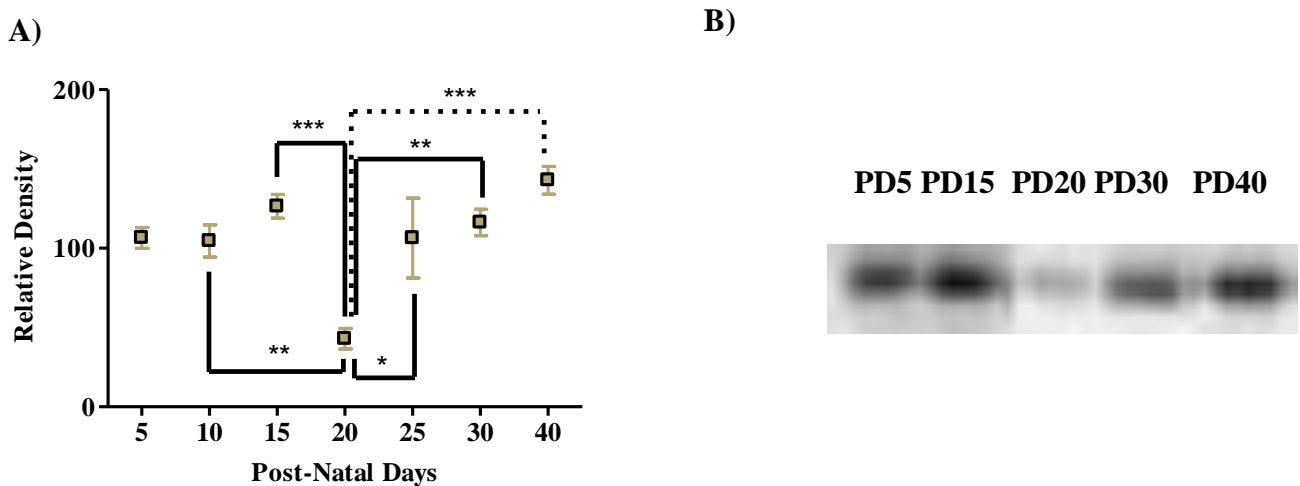 A)
B)
200
100
0
Relative Density
***
***
**
**
*
5 10 15 20 25 30 40
Post-Natal Days
PD5 PD15 PD20 PD30 PD40